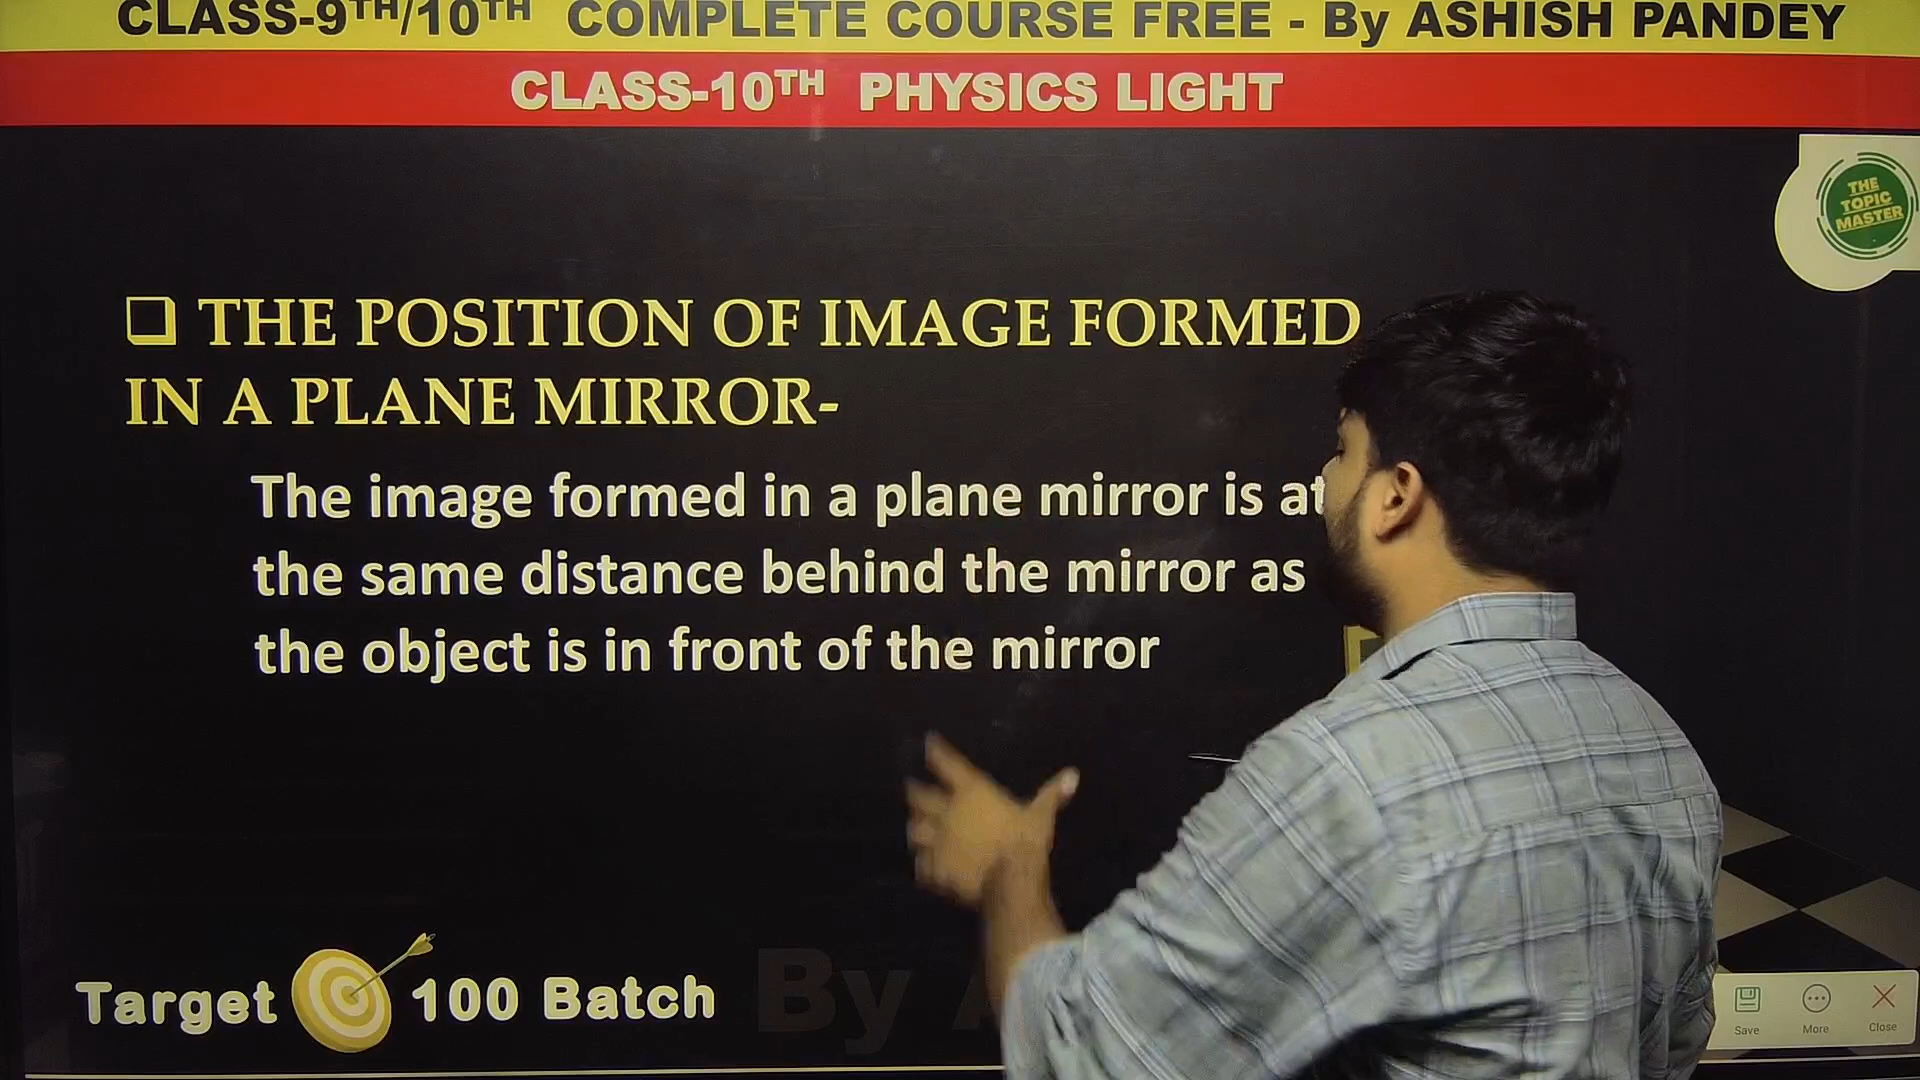 CLASS-9TH/10TH COMPLETE COURSE FREE - By ASHISH PANDEY
CLASS-10TH PHYSICS LIGHT
THE
TOPIC
MASTER
❑ THE POSITION OF IMAGE FORMED
IN A PLANE MIRROR-
The image formed in a plane mirror is at
the same distance behind the mirror as
the object is in front of the mirror
Target 100 Batch
By A
Save More Close